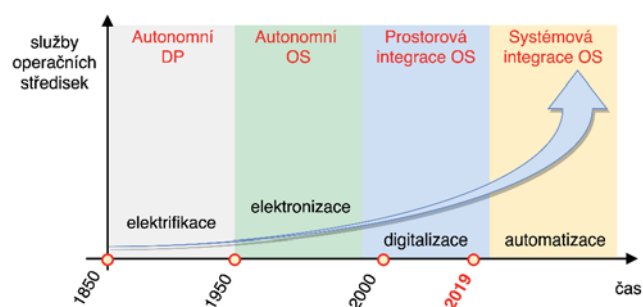 služby
operačních
středisek
Autonomní
DP
Autonomní
OS
Prostorová
integrace OS
Systémová
integrace OS
elektrifikace
elektronizace
digitalizace
automatizace
1850
1950
2000
2019
čas